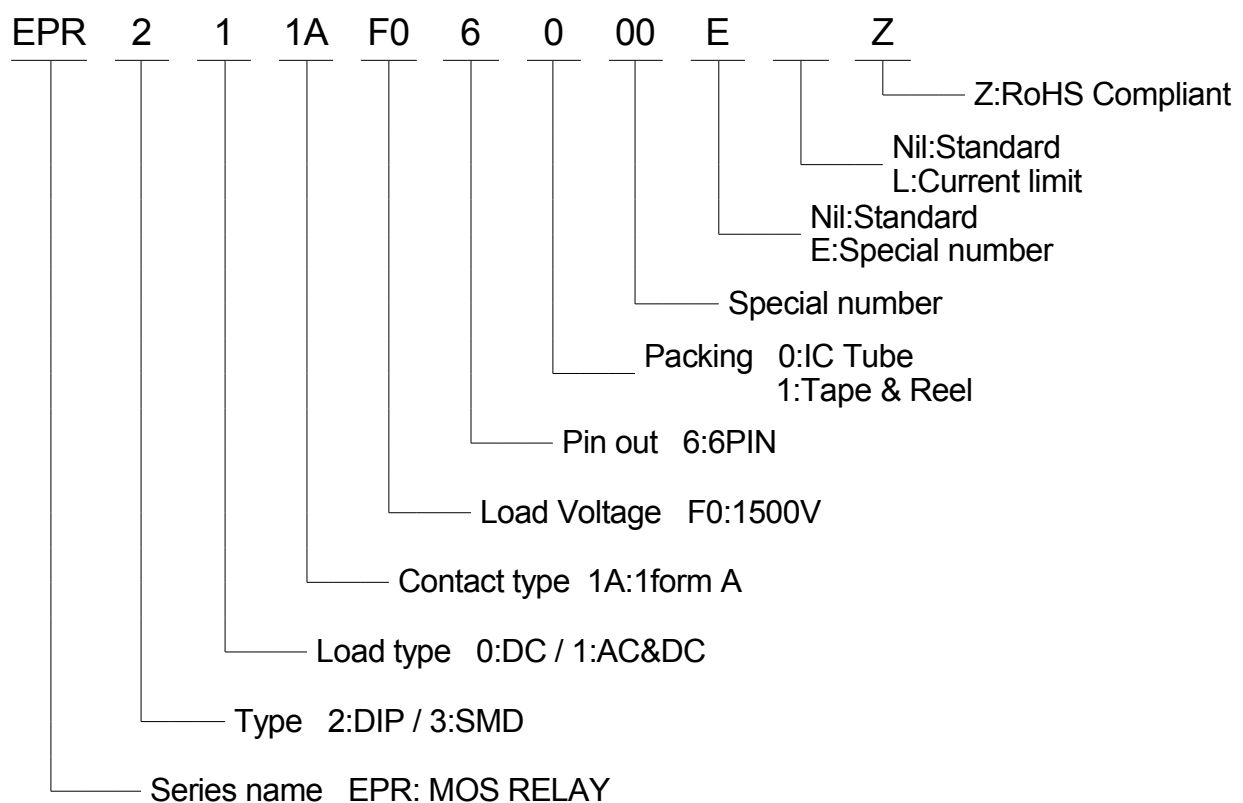 EPR 2 1 1A F0 6 0 00 E Z
Z:RoHS Compliant
Nil:Standard
L:Current limit
Nil:Standard
E:Special number
Special number
Packing 0:IC Tube
1:Tape & Reel
Pin out 6:6PIN
Load Voltage F0:1500V
Contact type 1A:1form A
Load type 0:DC / 1:AC&DC
Type 2:DIP / 3:SMD
Series name EPR: MOS RELAY